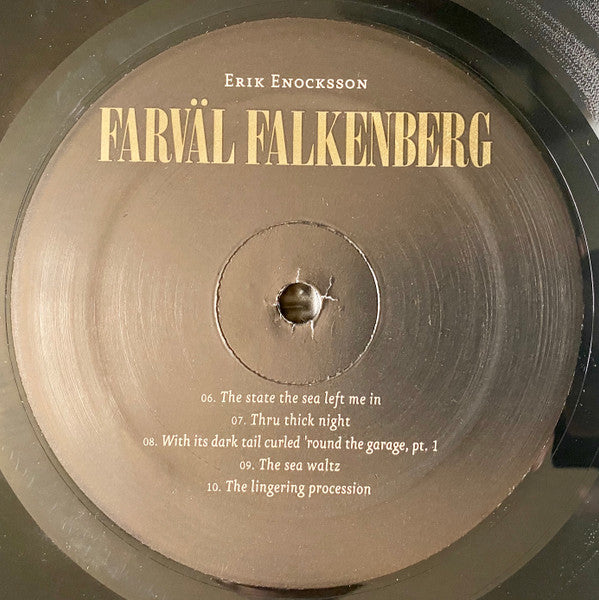 Erik Enocksson
FARVÄL FALKENBERG
06. The state the sea left me in
07. Thru thick night
08. With its dark tail curled 'round the garage, pt. 1
09. The sea waltz
10. The lingering procession